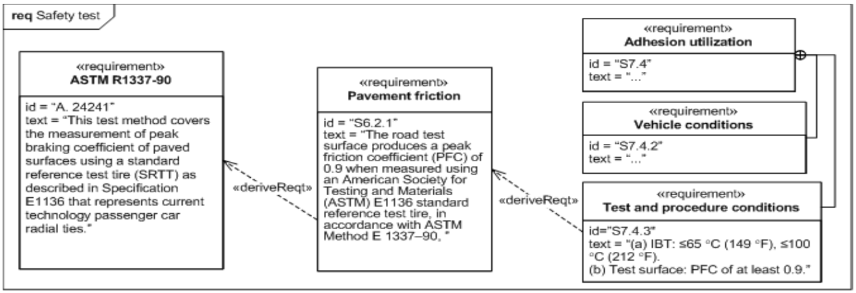 req Safety test
«requirement»
ASTM R1337-90
id = "A. 24241"
text = "This test method covers
the measurement of peak
braking coefficient of paved
surfaces using a standard
reference test tire (SRTT) as
described in Specification
E1136 that represents current
technology passenger car
radial ties."
«deriveReqt»
«requirement»
Pavement friction
id = "S6.2.1"
text = "The road test
surface produces a peak
friction coefficient (PFC) of
0.9 when measured using
an American Society for
Testing and Materials
(ASTM) E1136 standard
reference test tire, in
accordance with ASTM
Method E 1337–90, "
«deriveReqt»
«requirement»
Adhesion utilization
id = "S7.4"
text = "..."
«requirement»
Vehicle conditions
id = "S7.4.2"
text = "..."
«requirement»
Test and procedure conditions
id="S7.4.3"
text = "(a) IBT: ≤65 °C (149 °F), ≤100
°C (212 °F).
(b) Test surface: PFC of at least 0.9."